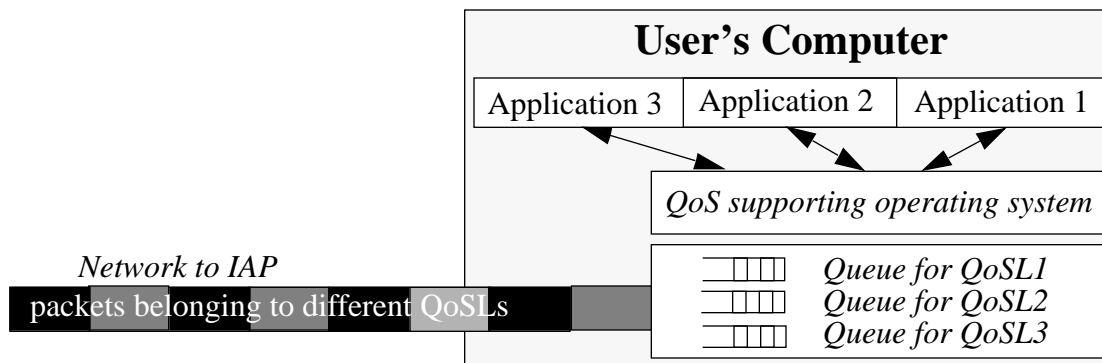 User's Computer
Application 3 Application 2 Application 1
QoS supporting operating system
Network to IAP
packets belonging to different QoSLs
Queue for QoSL1
Queue for QoSL2
Queue for QoSL3